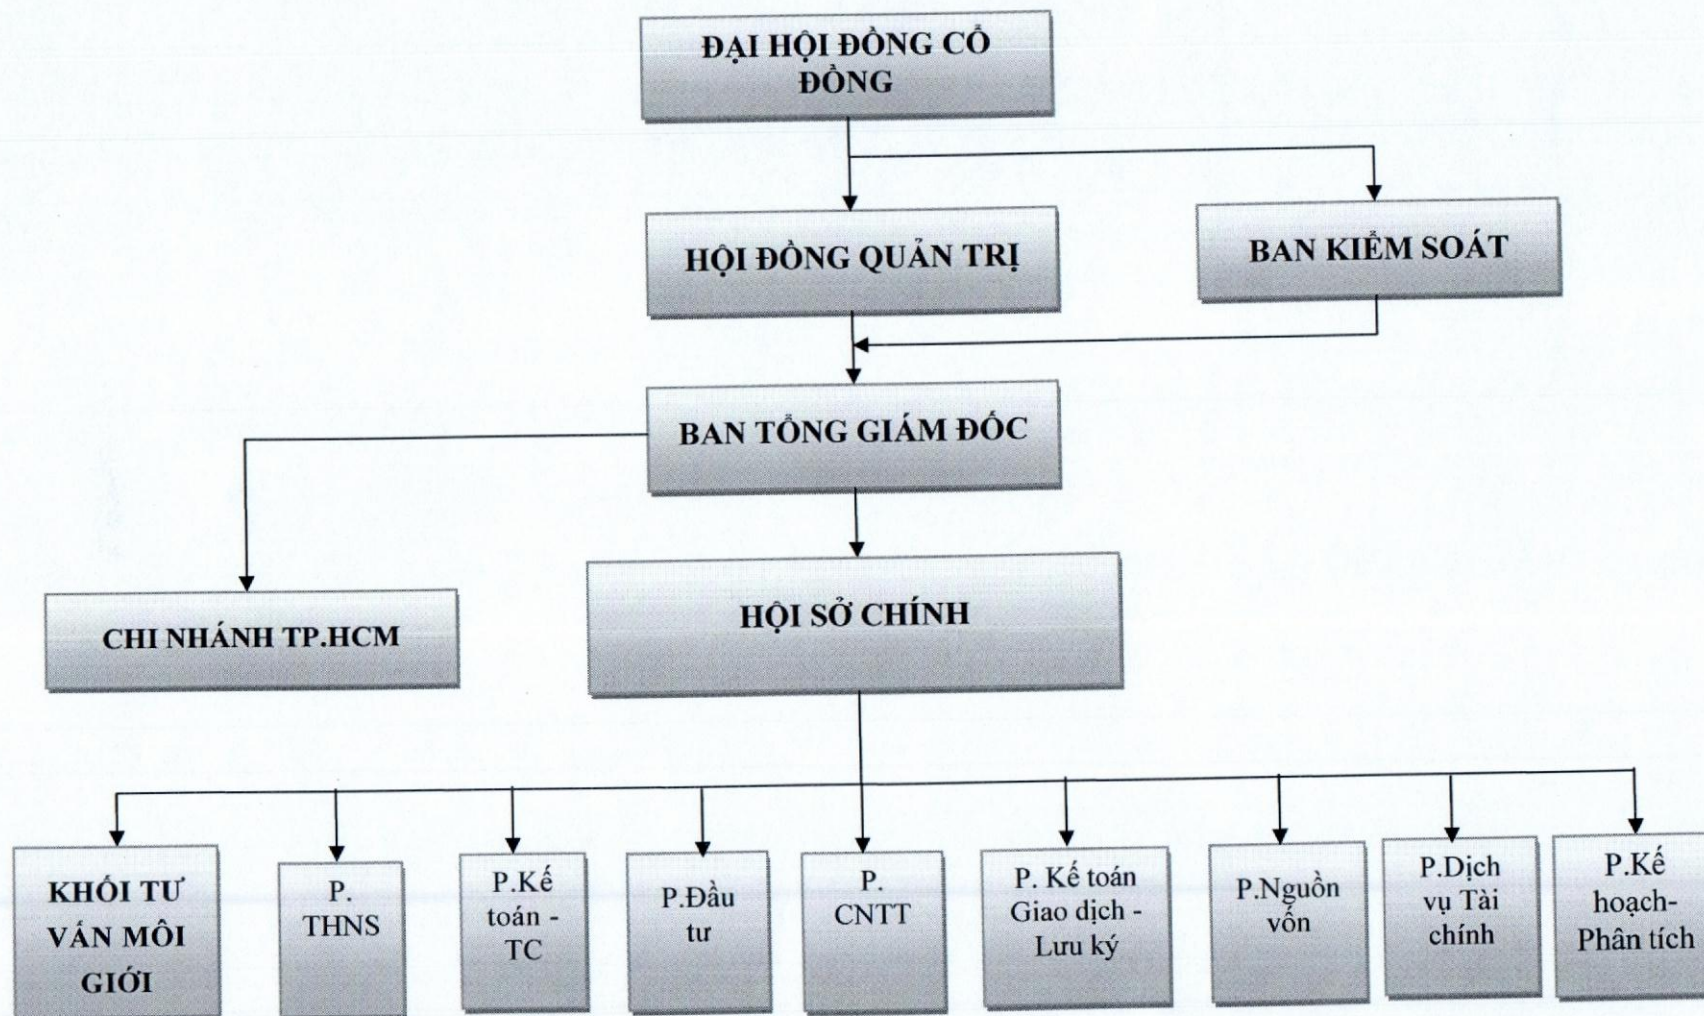 ĐẠI HỘI ĐỒNG CỔ
ĐỒNG
HỘI ĐỒNG QUẢN TRỊ
BAN KIỂM SOÁT
BAN TỔNG GIÁM ĐỐC
CHI NHÁNH TP.HCM
HỘI SỞ CHÍNH
KHỐI TƯ
VẤN MÔI
GIỚI
P.
THNS
P.Kế
toán -
TC
P.Đầu
tư
P.
CNTT
P. Kế toán
Giao dịch -
Lưu ký
P.Nguồn
vốn
P.Dịch
vụ Tài
chính
P.Kế
hoạch-
Phân tích